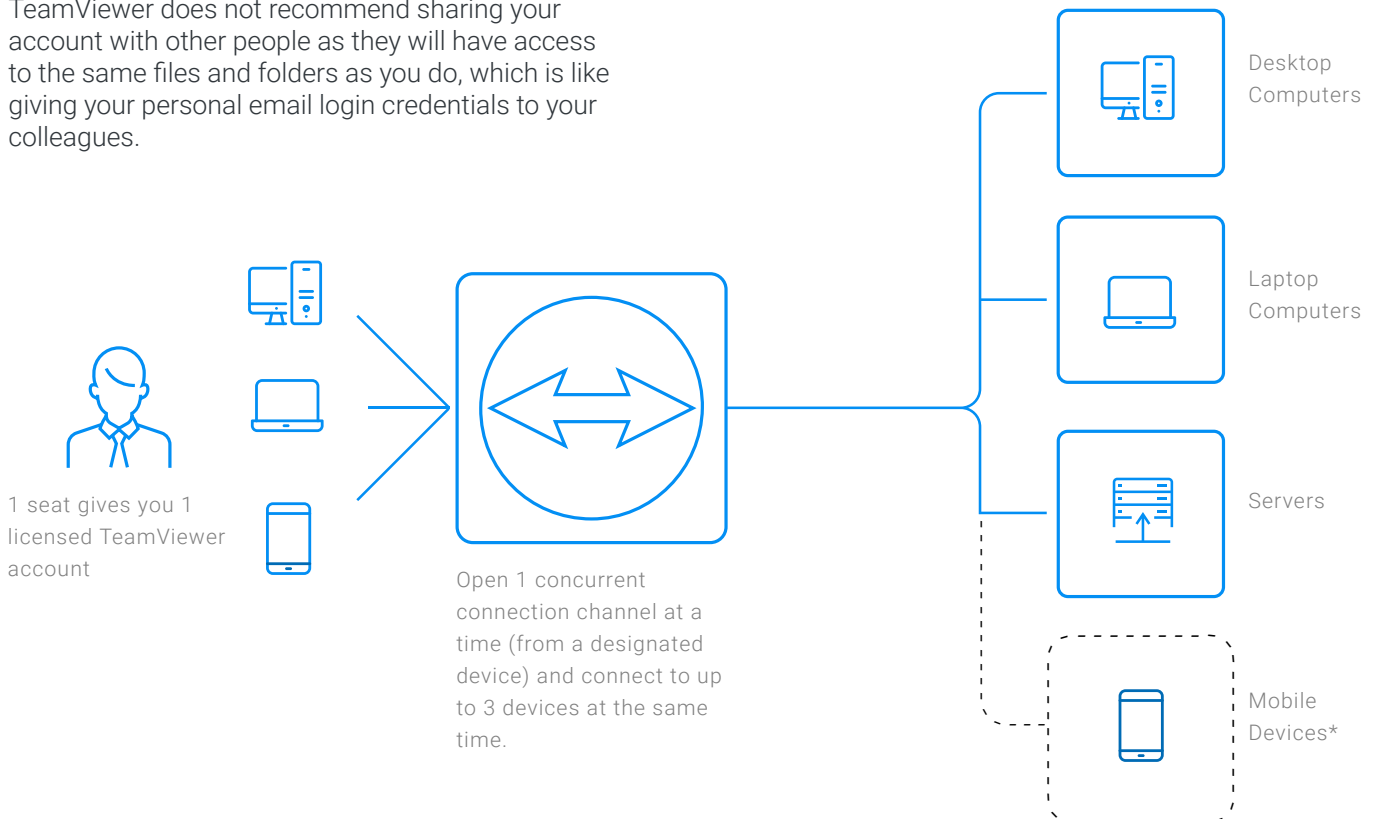 TeamViewer does not recommend sharing your
account with other people as they will have access
to the same files and folders as you do, which is like
giving your personal email login credentials to your
colleagues.
Desktop
Computers
Laptop
Computers
1 seat gives you 1
licensed TeamViewer
account
Open 1 concurrent
connection channel at a
time (from a designated
device) and connect to up
to 3 devices at the same
time.
Servers
Mobile
Devices*